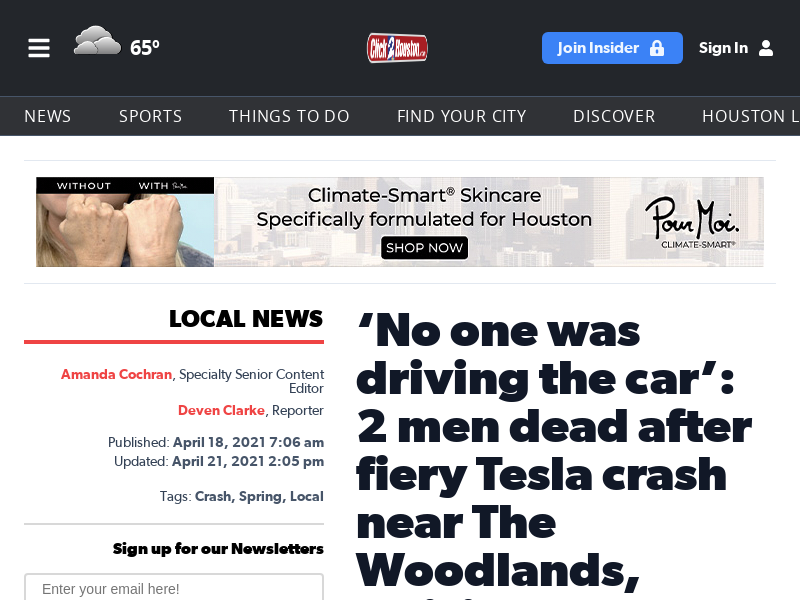 65°
Click2Houston
Join Insider
Sign In
NEWS
SPORTS
THINGS TO DO
FIND YOUR CITY
DISCOVER
HOUSTON L
WITHOUT
WITH Pour Moi
Climate-Smart® Skincare
Specifically formulated for Houston
SHOP NOW
Pour Moi.
CLIMATE-SMART®
LOCAL NEWS
Amanda Cochran, Specialty Senior Content
Editor
Deven Clarke, Reporter
Published: April 18, 2021 7:06 am
Updated: April 21, 2021 2:05 pm
Tags: Crash, Spring, Local
Sign up for our Newsletters
Enter your email here!
‘No one was
driving the car’:
2 men dead after
fiery Tesla crash
near The
Woodlands,